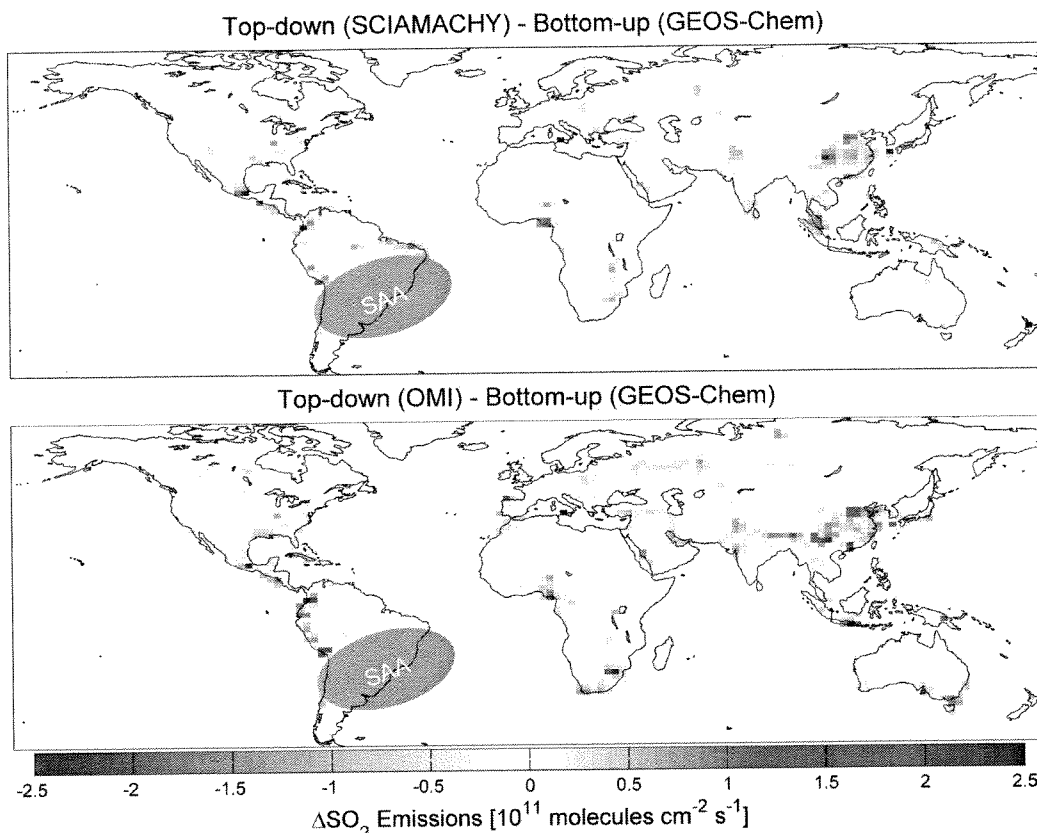 Top-down (SCIAMACHY) - Bottom-up (GEOS-Chem)
SAA
Top-down (OMI) - Bottom-up (GEOS-Chem)
SAA
-2.5 -2 -1.5 -1 -0.5 0 0.5 1 1.5 2 2.5
ΔSO₂ Emissions [10¹¹ molecules cm⁻² s⁻¹]